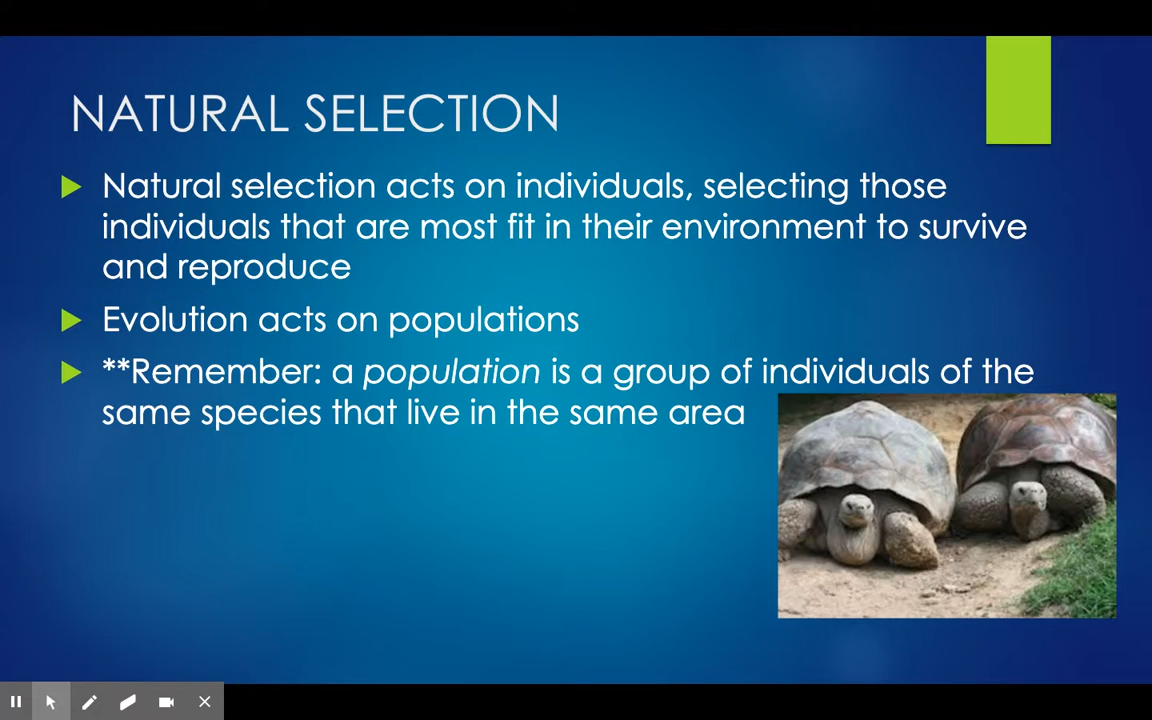 NATURAL SELECTION
Natural selection acts on individuals, selecting those
individuals that are most fit in their environment to survive
and reproduce
Evolution acts on populations
**Remember: a population is a group of individuals of the
same species that live in the same area